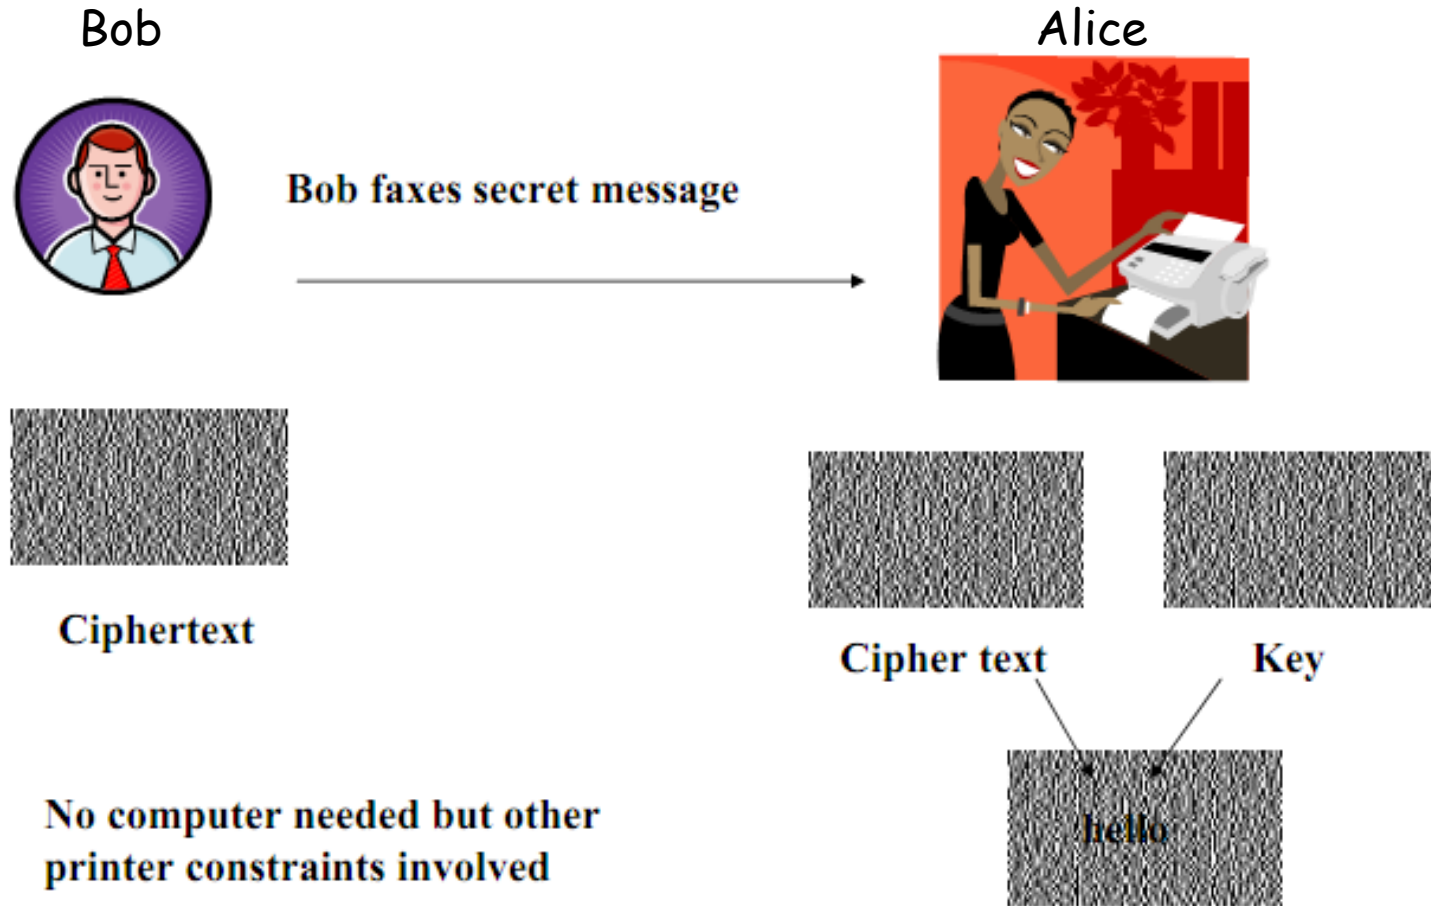 Bob
Alice
Bob faxes secret message
Ciphertext
Cipher text
Key
hello
No computer needed but other
printer constraints involved